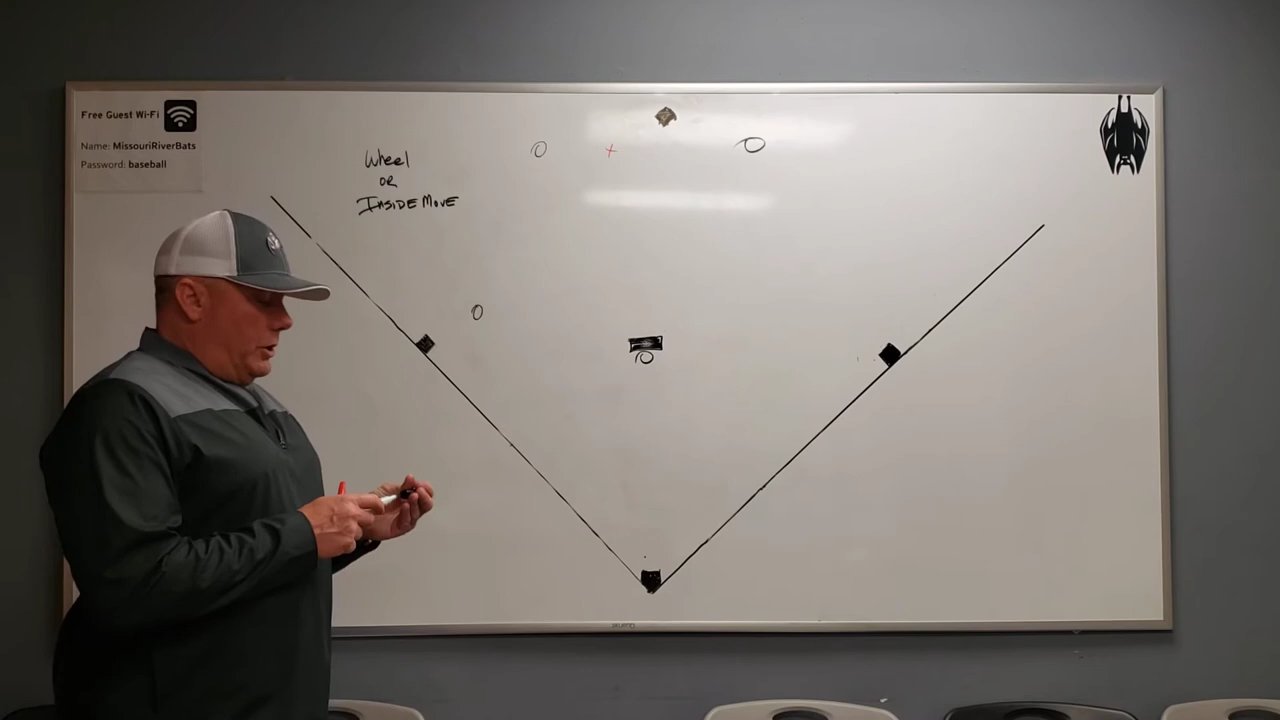 Free Guest Wi-Fi
Name: MissouriRiverBats
Password: baseball
Wheel
OR
INSIDE MOVE